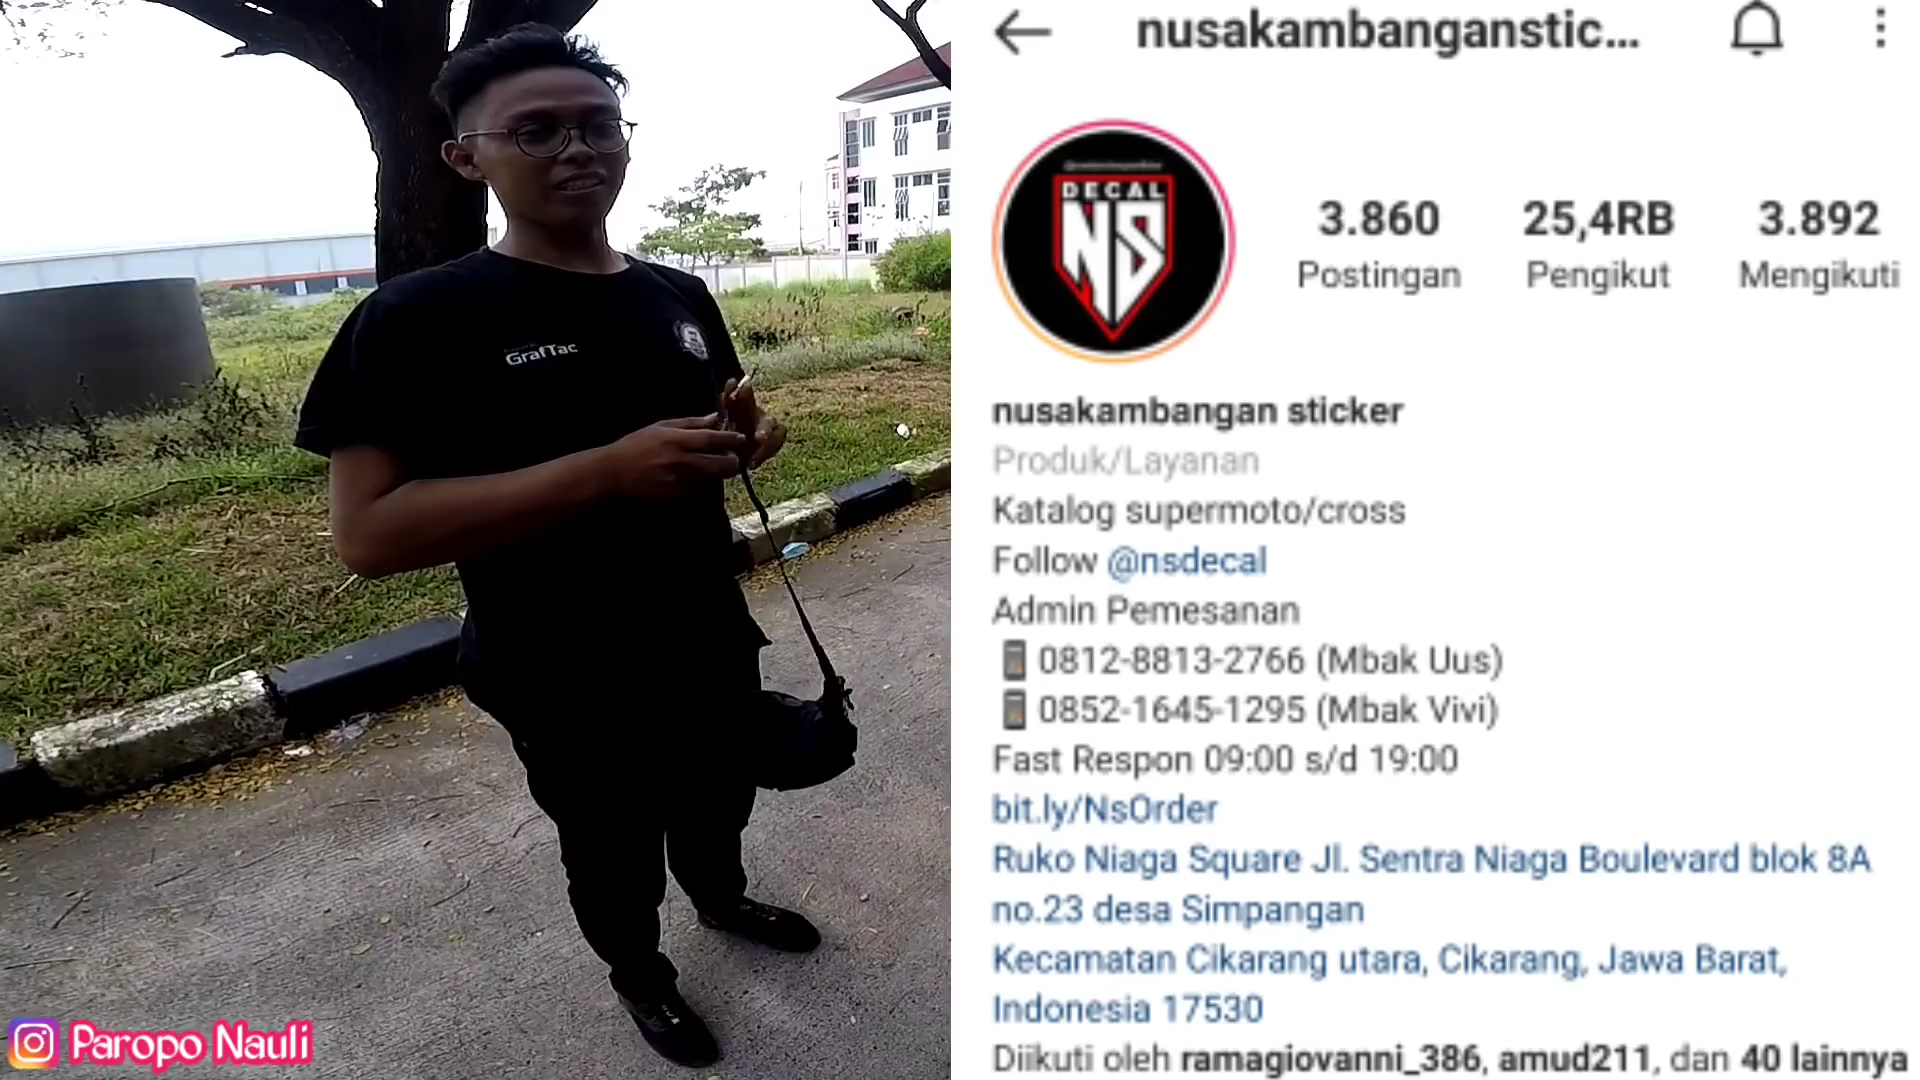 GrafTac
Paropo Nauli
nusakambanganstic...
DECAL
NS
3.860
25,4RB
3.892
Postingan
Pengikut
Mengikuti
nusakambangan sticker
Produk/Layanan
Katalog supermoto/cross
Follow @nsdecal
Admin Pemesanan
0812-8813-2766 (Mbak Uus)
0852-1645-1295 (Mbak Vivi)
Fast Respon 09:00 s/d 19:00
bit.ly/NsOrder
Ruko Niaga Square Jl. Sentra Niaga Boulevard blok 8A
no.23 desa Simpangan
Kecamatan Cikarang utara, Cikarang, Jawa Barat,
Indonesia 17530
Diikuti oleh ramagiovanni_386, amud211, dan 40 lainnya